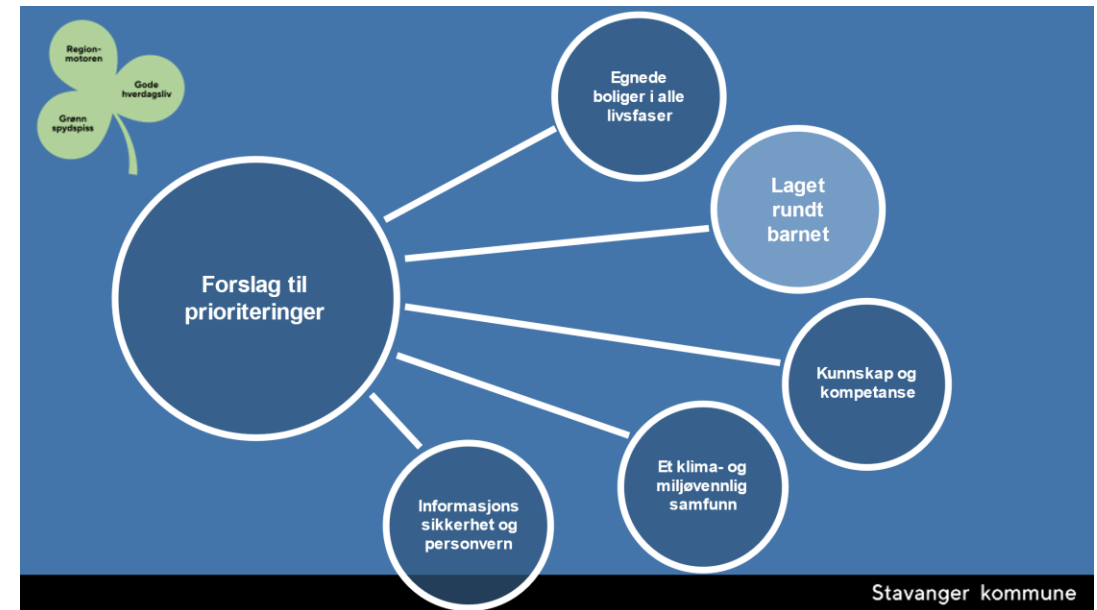 Region-
motoren
Gode
hverdagsliv
Grønn
spydspiss
Forslag til
prioriteringer
Egnede
boliger i alle
livsfaser
Laget
rundt
barnet
Kunnskap og
kompetanse
Et klima- og
miljøvennlig
samfunn
Informasjons
sikkerhet og
personvern
Stavanger kommune